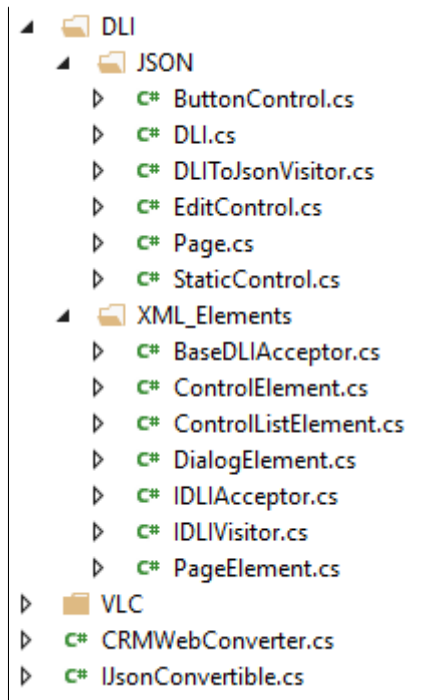 DLI
JSON
C# ButtonControl.cs
C# DLI.cs
C# DLIToJsonVisitor.cs
C# EditControl.cs
C# Page.cs
C# StaticControl.cs
XML_Elements
C# BaseDLIAcceptor.cs
C# ControlElement.cs
C# ControlListElement.cs
C# DialogElement.cs
C# IDLIAcceptor.cs
C# IDLIVisitor.cs
C# PageElement.cs
VLC
C# CRMWebConverter.cs
C# IJsonConvertible.cs